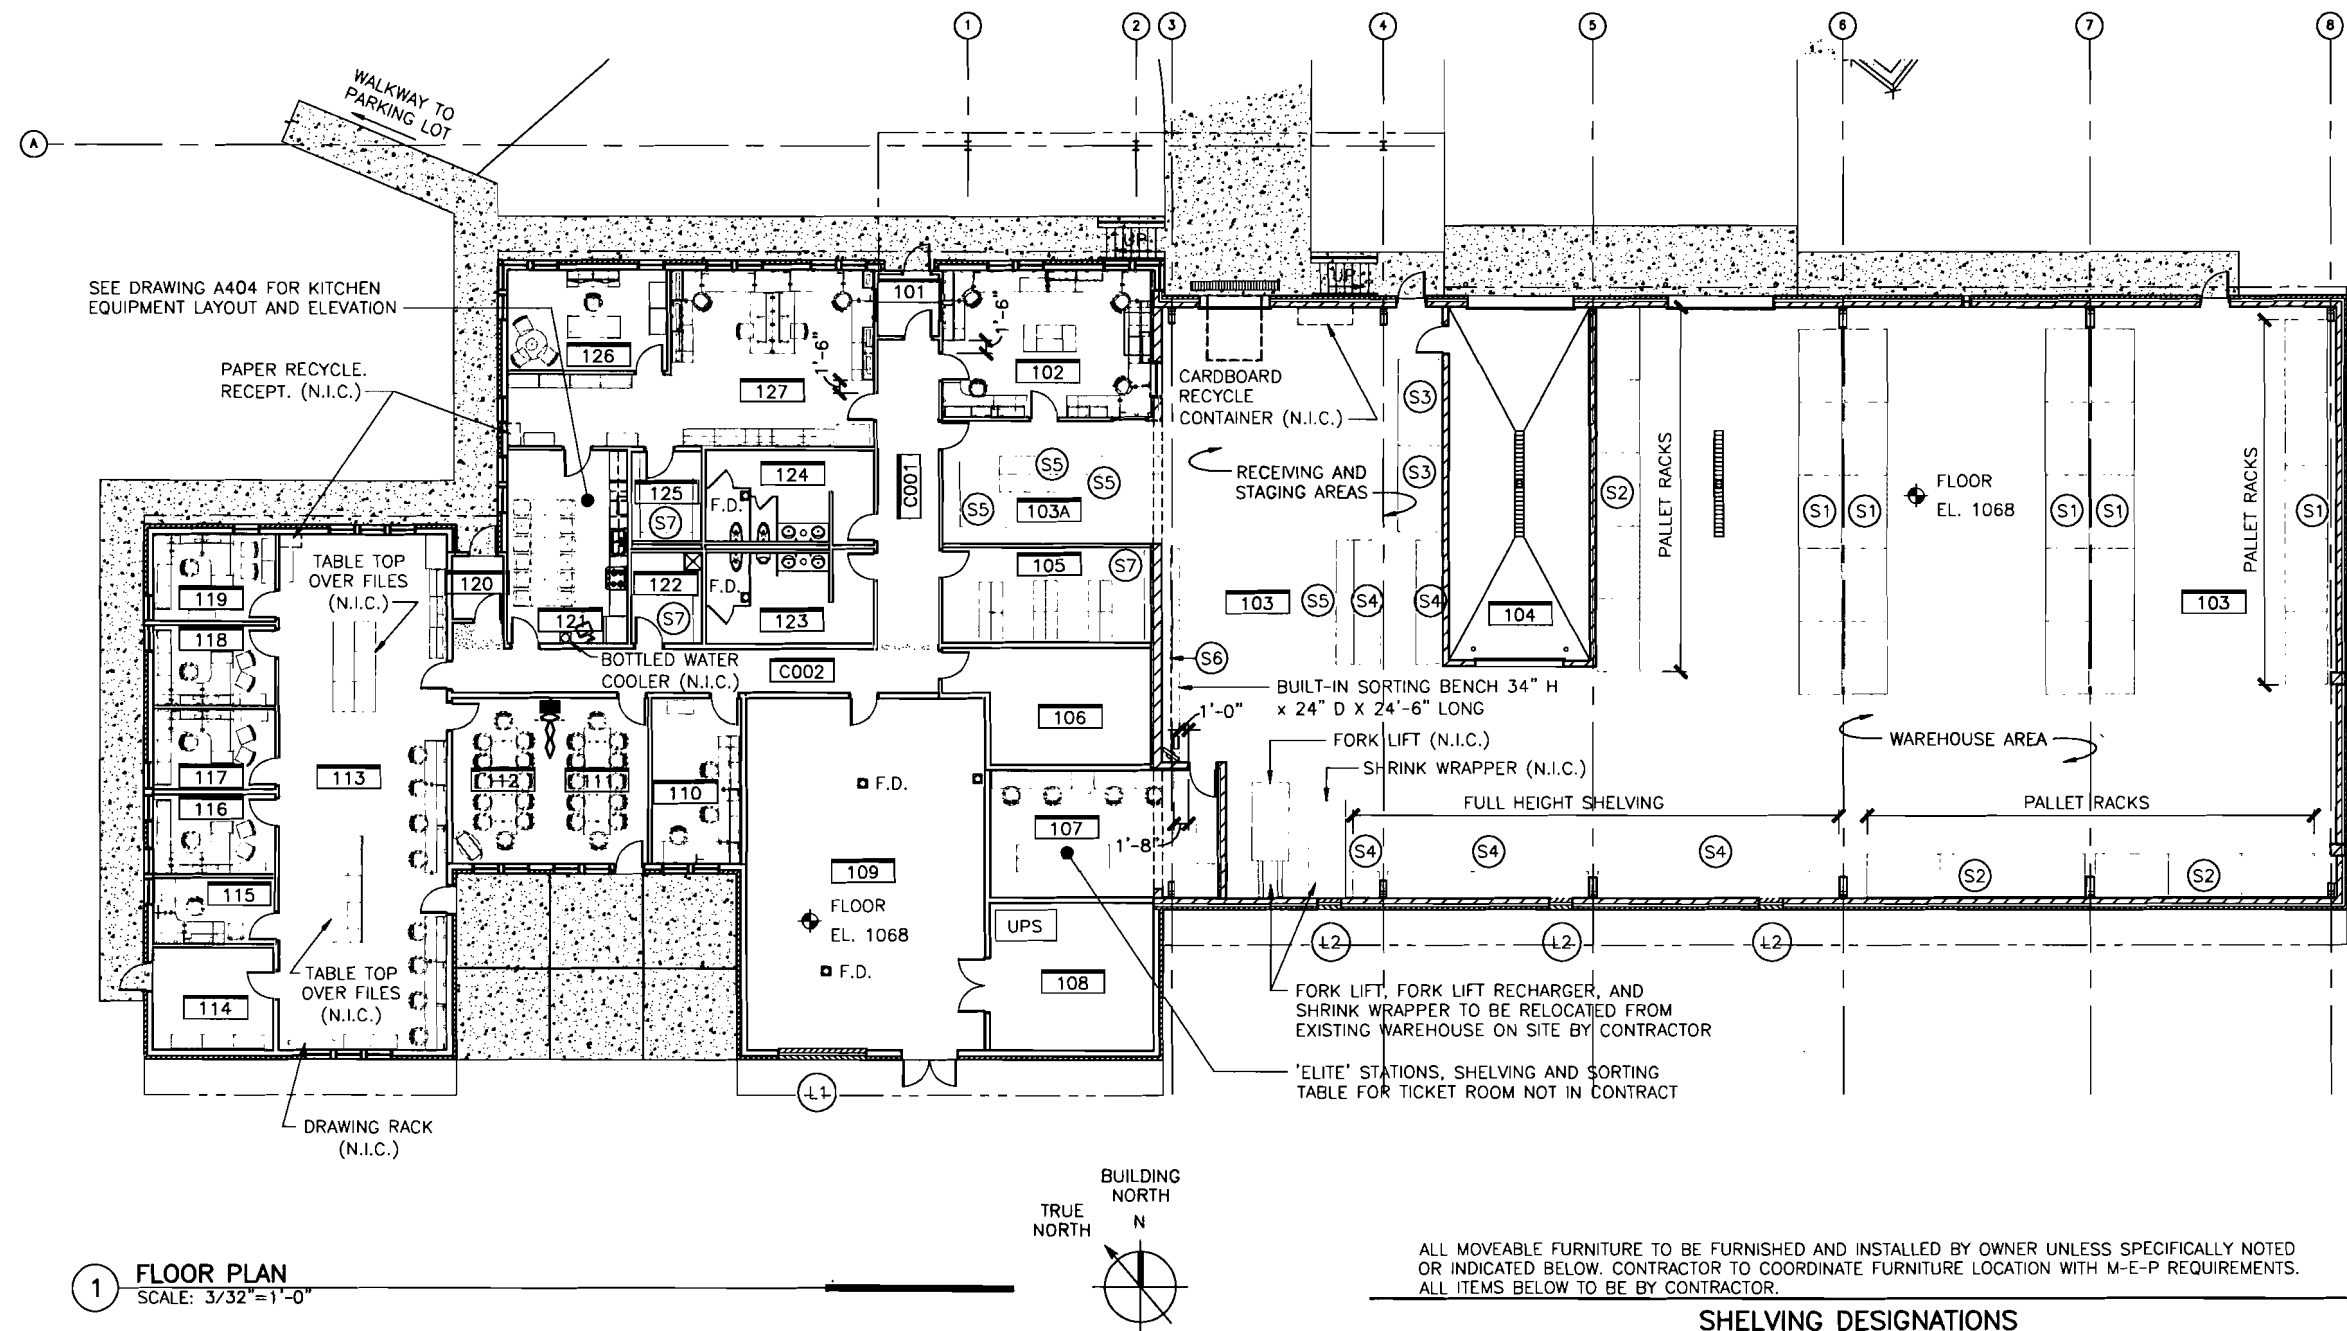 1
2
3
4
5
6
7
8
A
WALKWAY TO
PARKING LOT
UP
UP
SEE DRAWING A404 FOR KITCHEN
EQUIPMENT LAYOUT AND ELEVATION
PAPER RECYCLE.
RECEPT. (N.I.C.)
101
126
127
1'-6"
1'-6"
102
CARDBOARD
RECYCLE
CONTAINER (N.I.C.)
S3
S3
RECEIVING AND
STAGING AREAS
C001
124
125
S7
F.D.
S5
S5
S5
103A
S2
PALLET RACKS
S1
S1
FLOOR
EL. 1068
S1
S1
PALLET RACKS
S1
TABLE TOP
OVER FILES
(N.I.C.)
119
120
122
F.D.
S7
123
121
105
S7
103
S5
S4
S4
104
103
118
BOTTLED WATER
COOLER (N.I.C.)
C002
S6
BUILT-IN SORTING BENCH 34" H
x 24" D X 24'-6" LONG
1'-0"
106
FORK LIFT (N.I.C.)
SHRINK WRAPPER (N.I.C.)
WAREHOUSE AREA
117
113
112
111
110
F.D.
116
107
1'-8"
FULL HEIGHT SHELVING
PALLET RACKS
S4
S4
S4
S2
S2
115
109
FLOOR
EL. 1068
F.D.
UPS
108
L2
L2
L2
TABLE TOP
OVER FILES
(N.I.C.)
114
FORK LIFT, FORK LIFT RECHARGER, AND
SHRINK WRAPPER TO BE RELOCATED FROM
EXISTING WAREHOUSE ON SITE BY CONTRACTOR
'ELITE' STATIONS, SHELVING AND SORTING
TABLE FOR TICKET ROOM NOT IN CONTRACT
L1
DRAWING RACK
(N.I.C.)
BUILDING
NORTH
TRUE
NORTH
N
1
FLOOR PLAN
SCALE: 3/32"=1'-0"
ALL MOVEABLE FURNITURE TO BE FURNISHED AND INSTALLED BY OWNER UNLESS SPECIFICALLY NOTED
OR INDICATED BELOW. CONTRACTOR TO COORDINATE FURNITURE LOCATION WITH M-E-P REQUIREMENTS.
ALL ITEMS BELOW TO BE BY CONTRACTOR.
SHELVING DESIGNATIONS